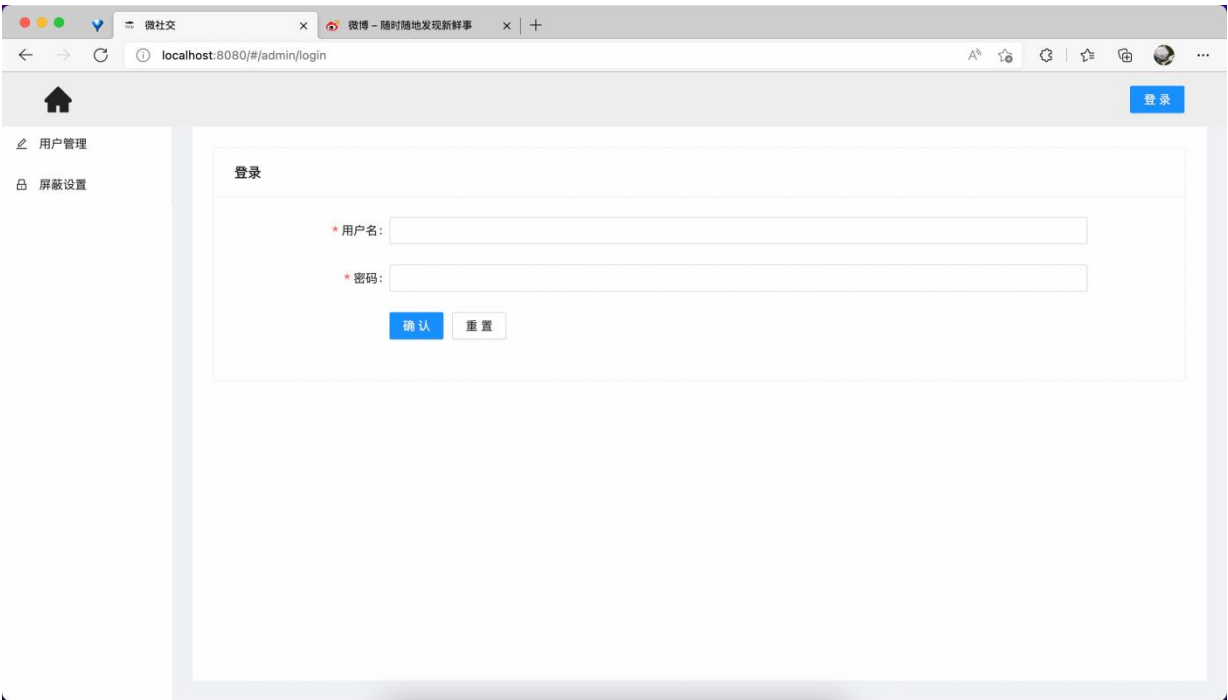 微社交
微博 – 随时随地发现新鲜事
localhost:8080/#/admin/login
登 录
用户管理
屏蔽设置
登录
* 用户名:
* 密码:
确 认
重 置